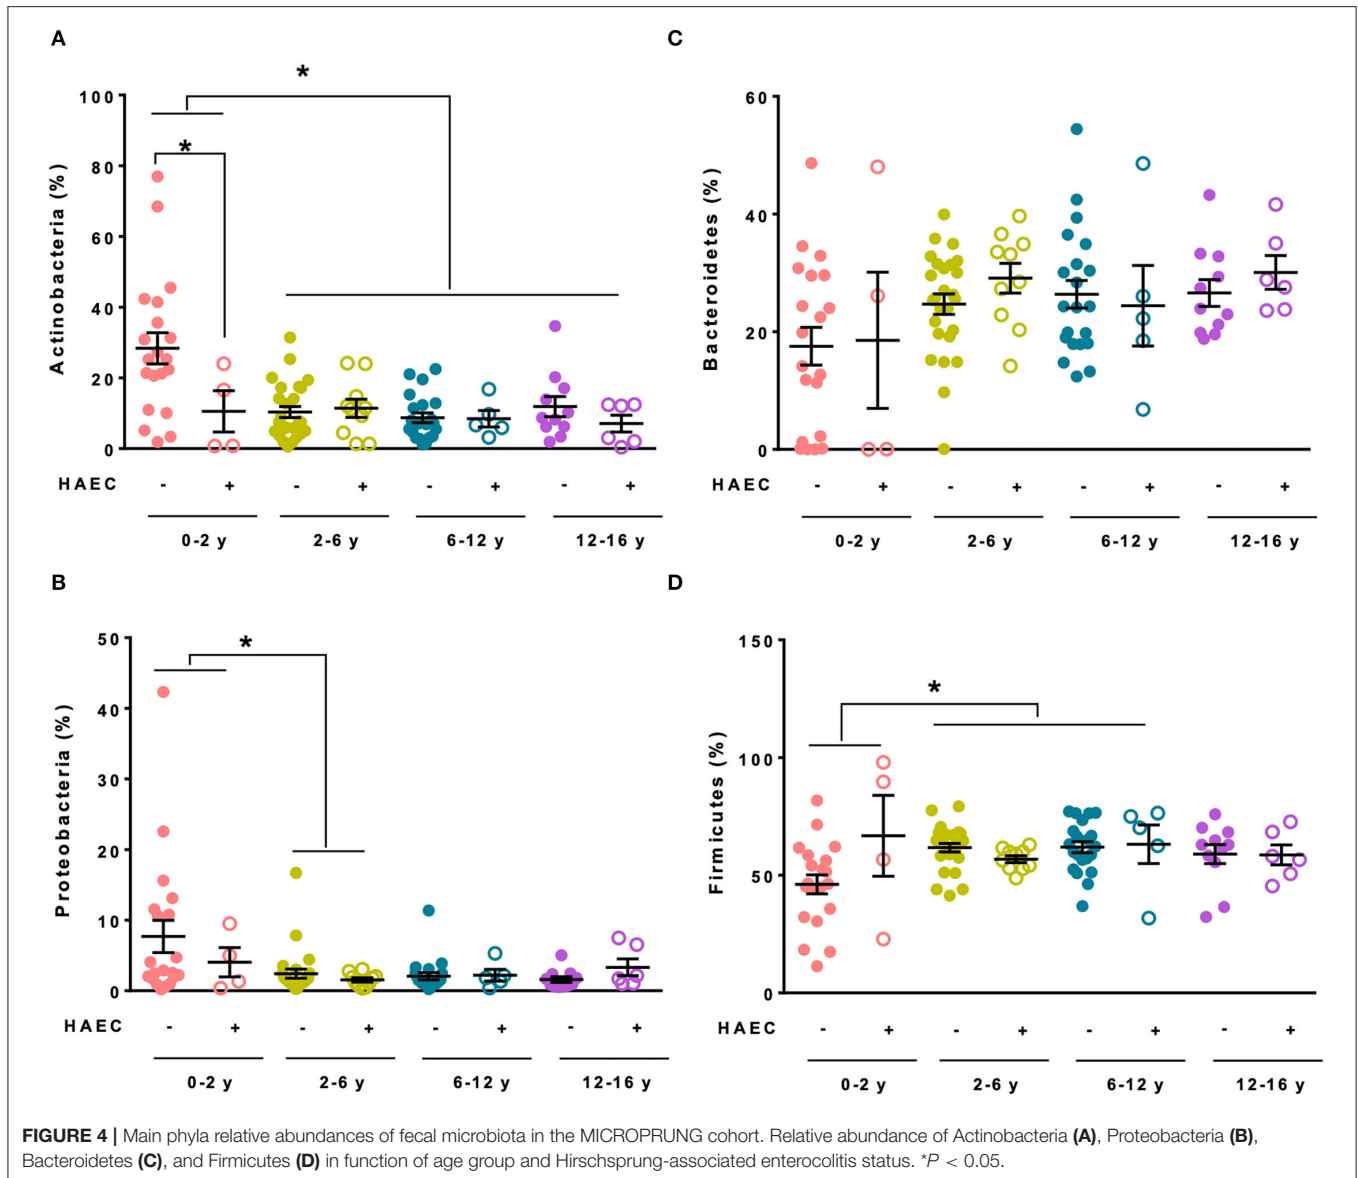 A
*
*
100
80
60
40
20
0
Actinobacteria (%)
HAEC - + - + - + - +
0-2 y 2-6 y 6-12 y 12-16 y
B
*
50
40
30
20
10
0
Proteobacteria (%)
HAEC - + - + - + - +
0-2 y 2-6 y 6-12 y 12-16 y
C
60
40
20
0
Bacteroidetes (%)
HAEC - + - + - + - +
0-2 y 2-6 y 6-12 y 12-16 y
D
*
150
100
50
0
Firmicutes (%)
HAEC - + - + - + - +
0-2 y 2-6 y 6-12 y 12-16 y
FIGURE 4 | Main phyla relative abundances of fecal microbiota in the MICROPRUNG cohort. Relative abundance of Actinobacteria (A), Proteobacteria (B),
Bacteroidetes (C), and Firmicutes (D) in function of age group and Hirschsprung-associated enterocolitis status. *P < 0.05.